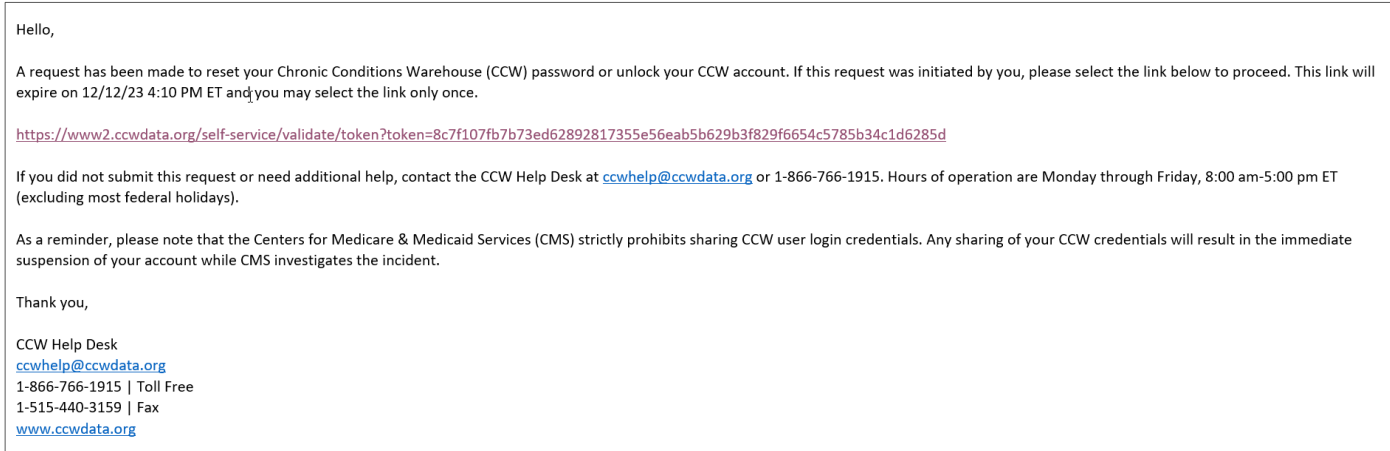 Hello,
A request has been made to reset your Chronic Conditions Warehouse (CCW) password or unlock your CCW account. If this request was initiated by you, please select the link below to proceed. This link will
expire on 12/12/23 4:10 PM ET and you may select the link only once.
https://www2.ccwdata.org/self-service/validate/token?token=8c7f107fb7b73ed62892817355e56eab5b629b3f829f6654c5785b34c1d6285d
If you did not submit this request or need additional help, contact the CCW Help Desk at ccwhelp@ccwdata.org or 1-866-766-1915. Hours of operation are Monday through Friday, 8:00 am-5:00 pm ET
(excluding most federal holidays).
As a reminder, please note that the Centers for Medicare & Medicaid Services (CMS) strictly prohibits sharing CCW user login credentials. Any sharing of your CCW credentials will result in the immediate
suspension of your account while CMS investigates the incident.
Thank you,
CCW Help Desk
ccwhelp@ccwdata.org
1-866-766-1915 | Toll Free
1-515-440-3159 | Fax
www.ccwdata.org